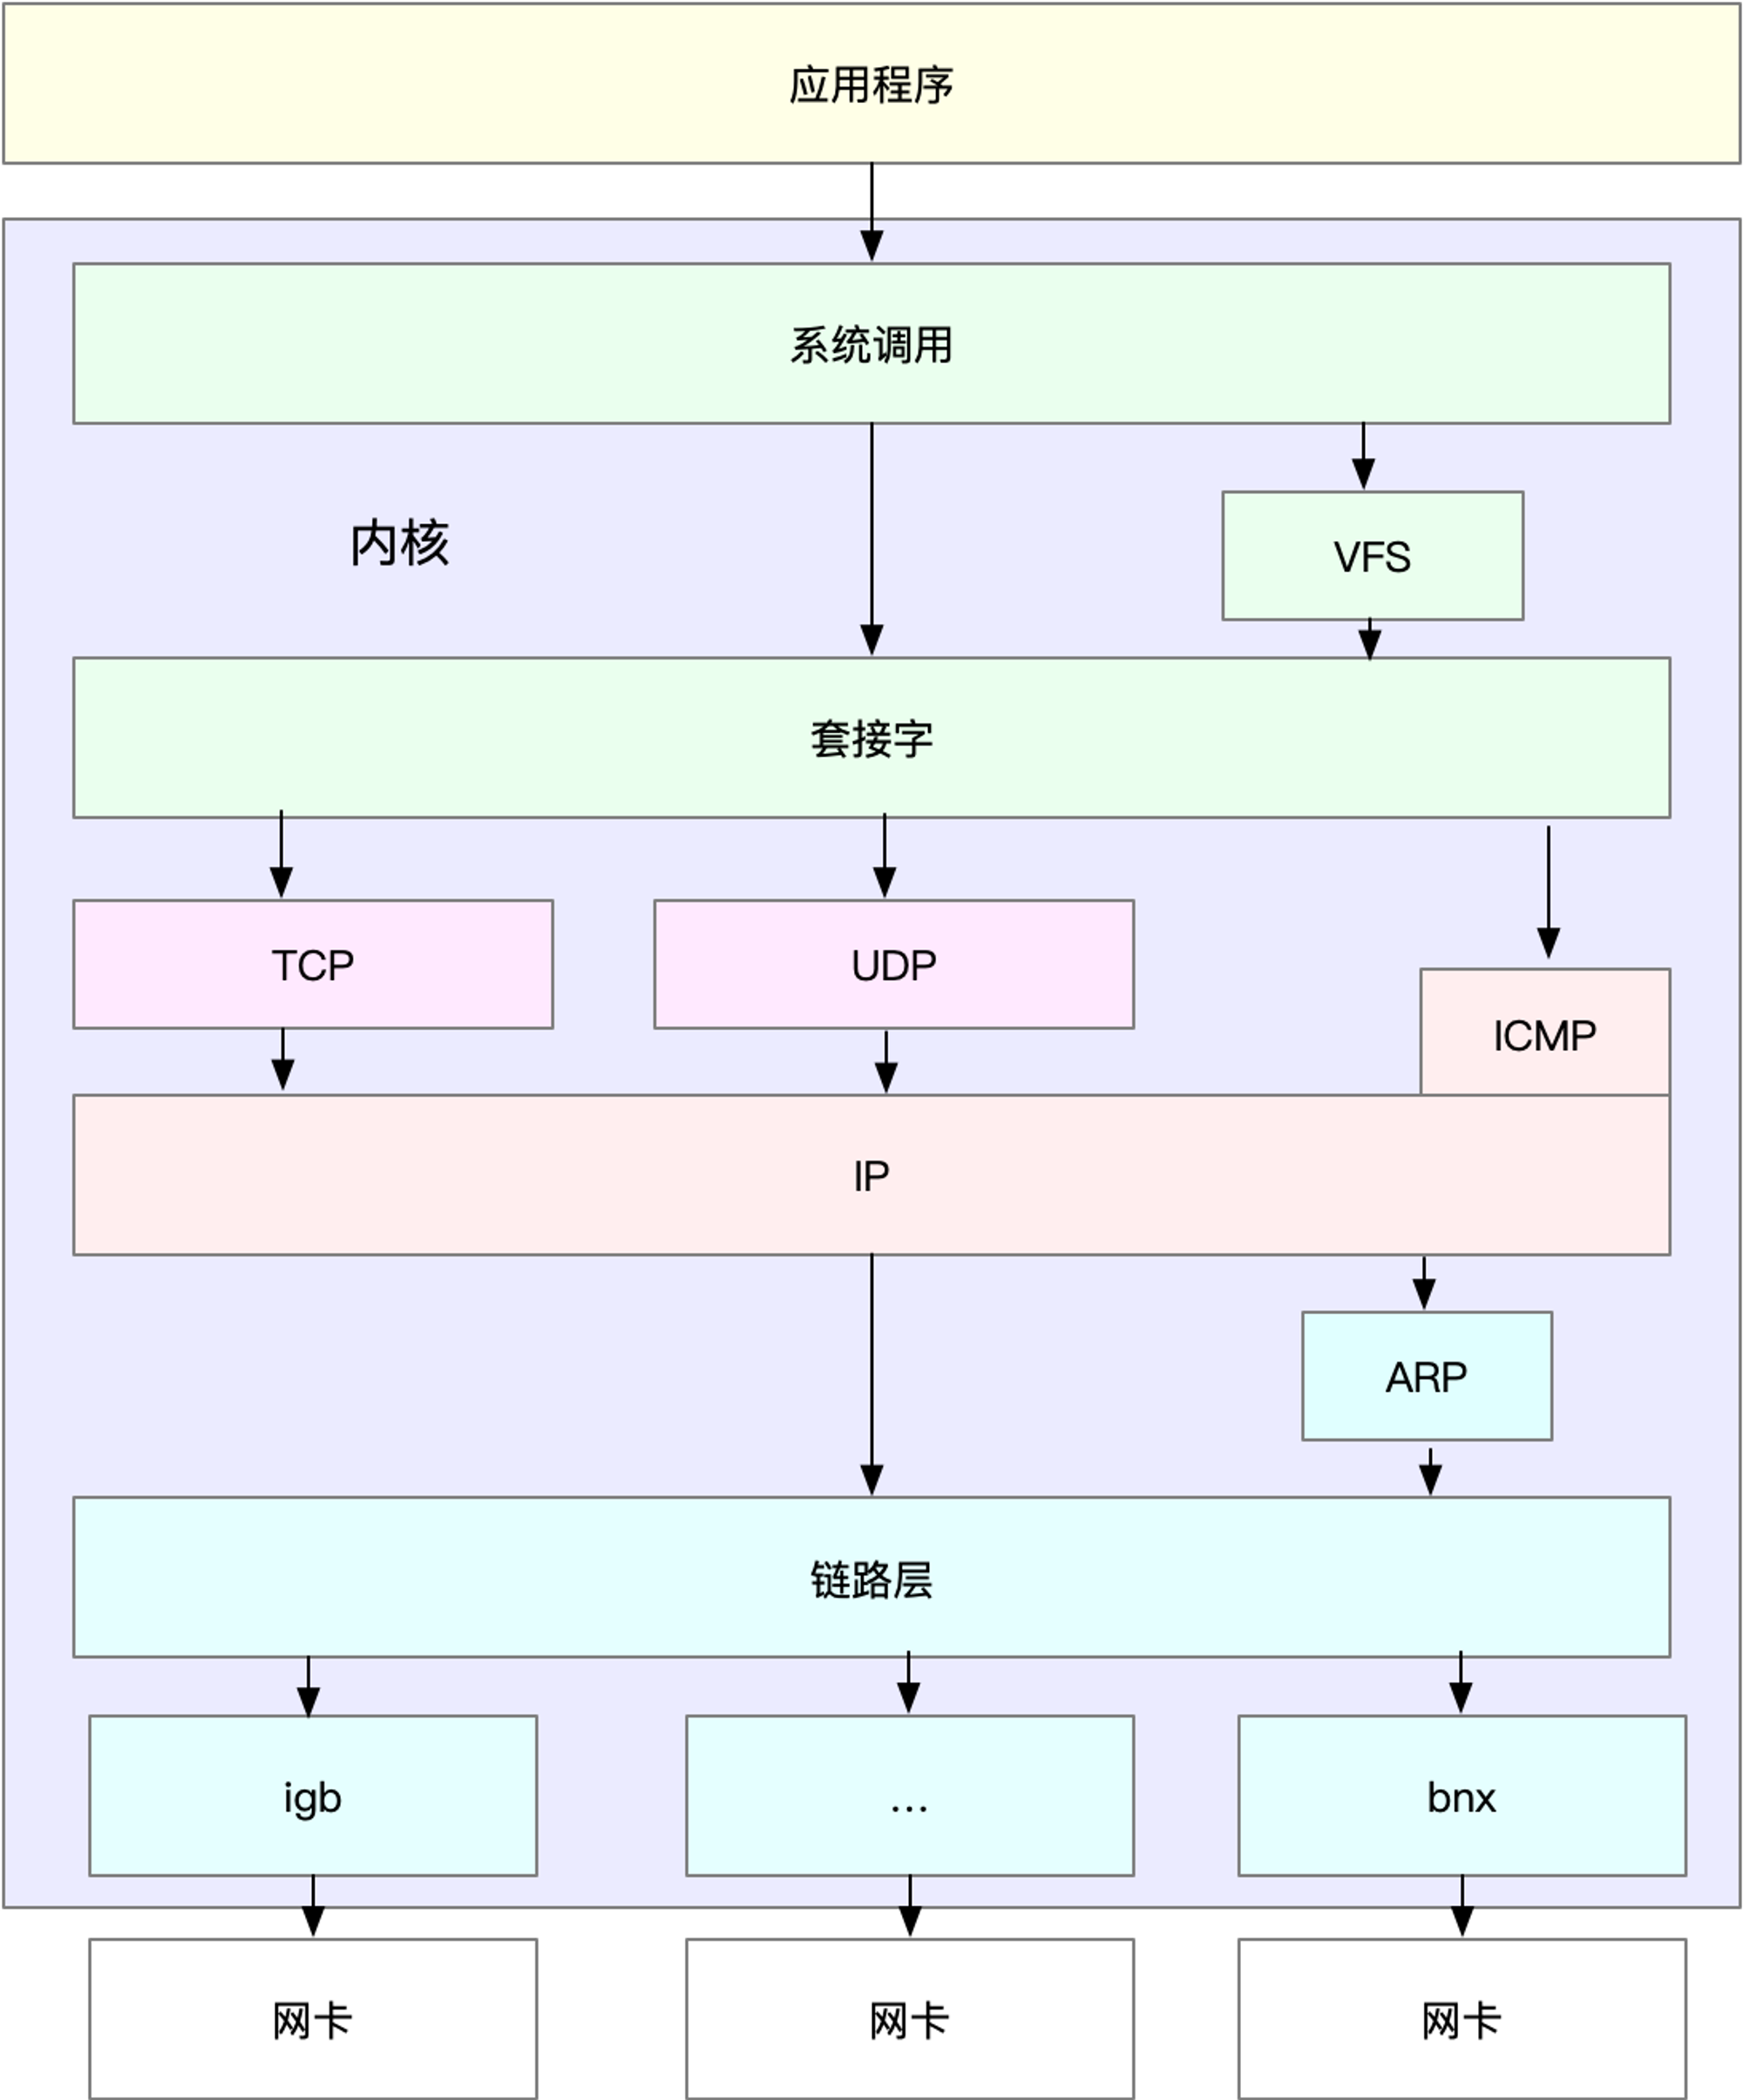 应用程序
系统调用
内核
VFS
套接字
TCP
UDP
ICMP
IP
ARP
链路层
igb
...
bnx
网卡
网卡
网卡